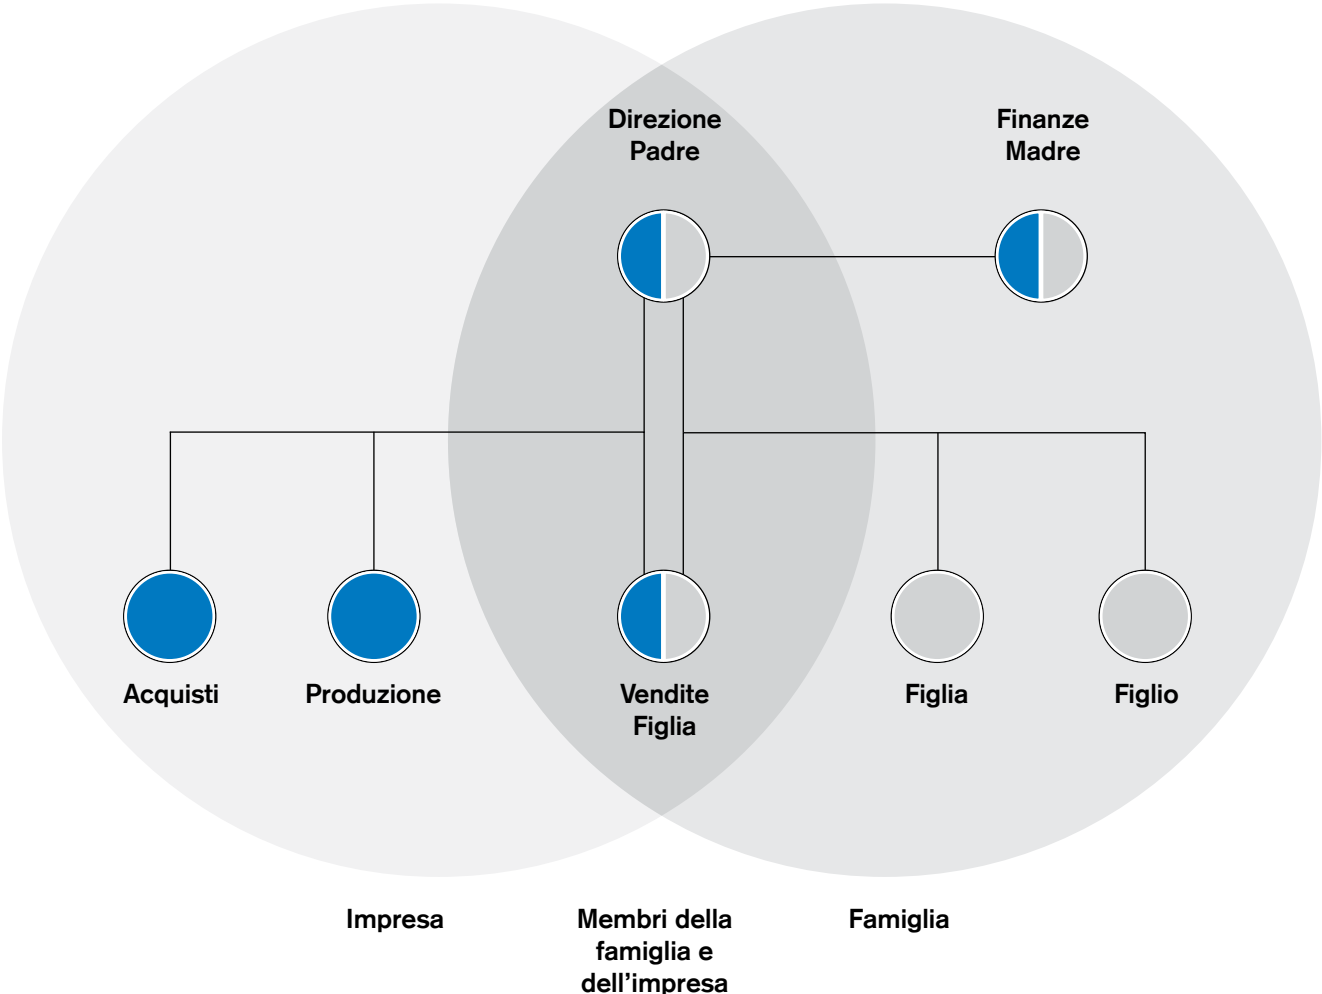 Direzione
Padre
Finanze
Madre
Acquisti
Produzione
Vendite
Figlia
Figlia
Figlio
Impresa
Membri della
famiglia e
dell'impresa
Famiglia